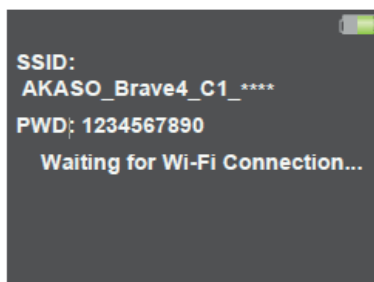 SSID:
AKASO_Brave4_C1_****
PWD: 1234567890
Waiting for Wi-Fi Connection...